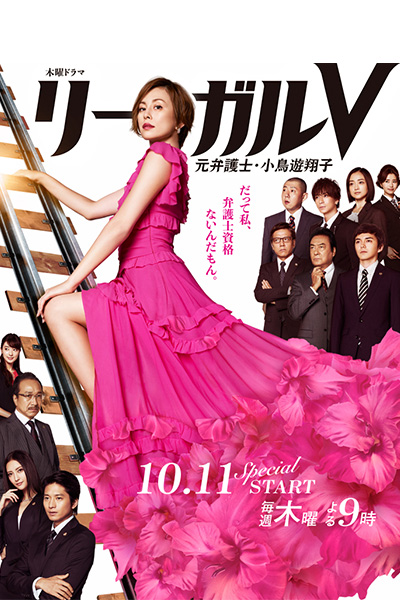 木曜ドラマ
リーガルV
元弁護士・小鳥遊翔子
だって私、
弁護士資格
ないんだもん。
10.11 Special
START
毎週木曜よる9時